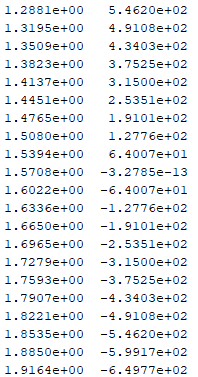 1.2881e+00 5.4620e+02
1.3195e+00 4.9108e+02
1.3509e+00 4.3403e+02
1.3823e+00 3.7525e+02
1.4137e+00 3.1500e+02
1.4451e+00 2.5351e+02
1.4765e+00 1.9101e+02
1.5080e+00 1.2776e+02
1.5394e+00 6.4007e+01
1.5708e+00 -3.2785e-13
1.6022e+00 -6.4007e+01
1.6336e+00 -1.2776e+02
1.6650e+00 -1.9101e+02
1.6965e+00 -2.5351e+02
1.7279e+00 -3.1500e+02
1.7593e+00 -3.7525e+02
1.7907e+00 -4.3403e+02
1.8221e+00 -4.9108e+02
1.8535e+00 -5.4620e+02
1.8850e+00 -5.9917e+02
1.9164e+00 -6.4977e+02